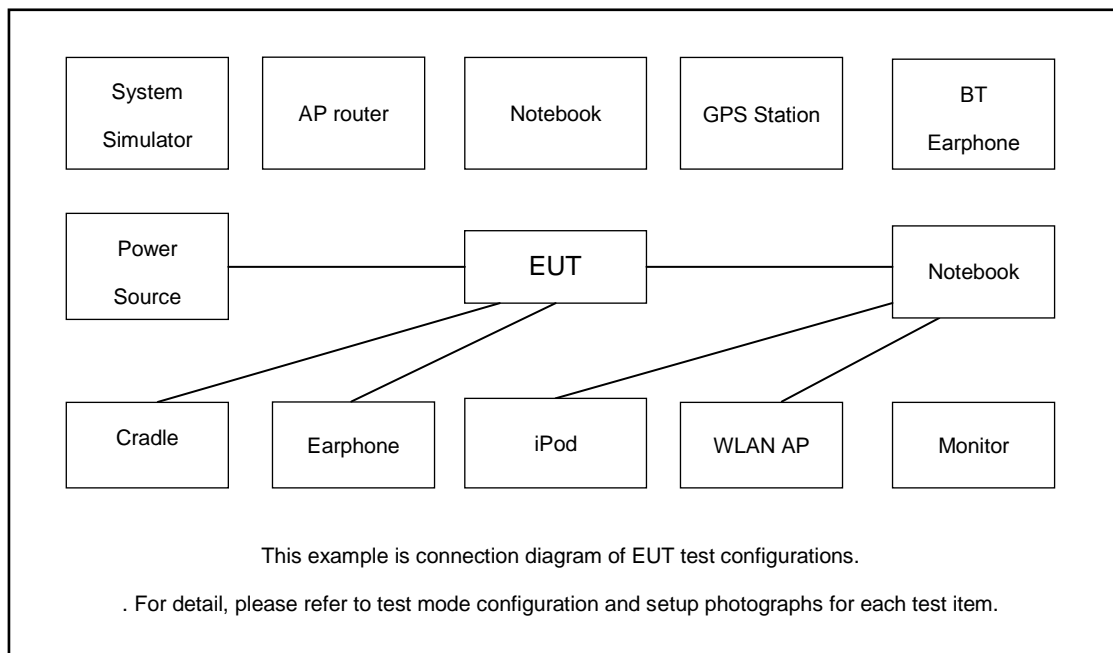 System
Simulator
AP router
Notebook
GPS Station
BT
Earphone
Power
Source
EUT
Notebook
Cradle
Earphone
iPod
WLAN AP
Monitor
This example is connection diagram of EUT test configurations.
. For detail, please refer to test mode configuration and setup photographs for each test item.